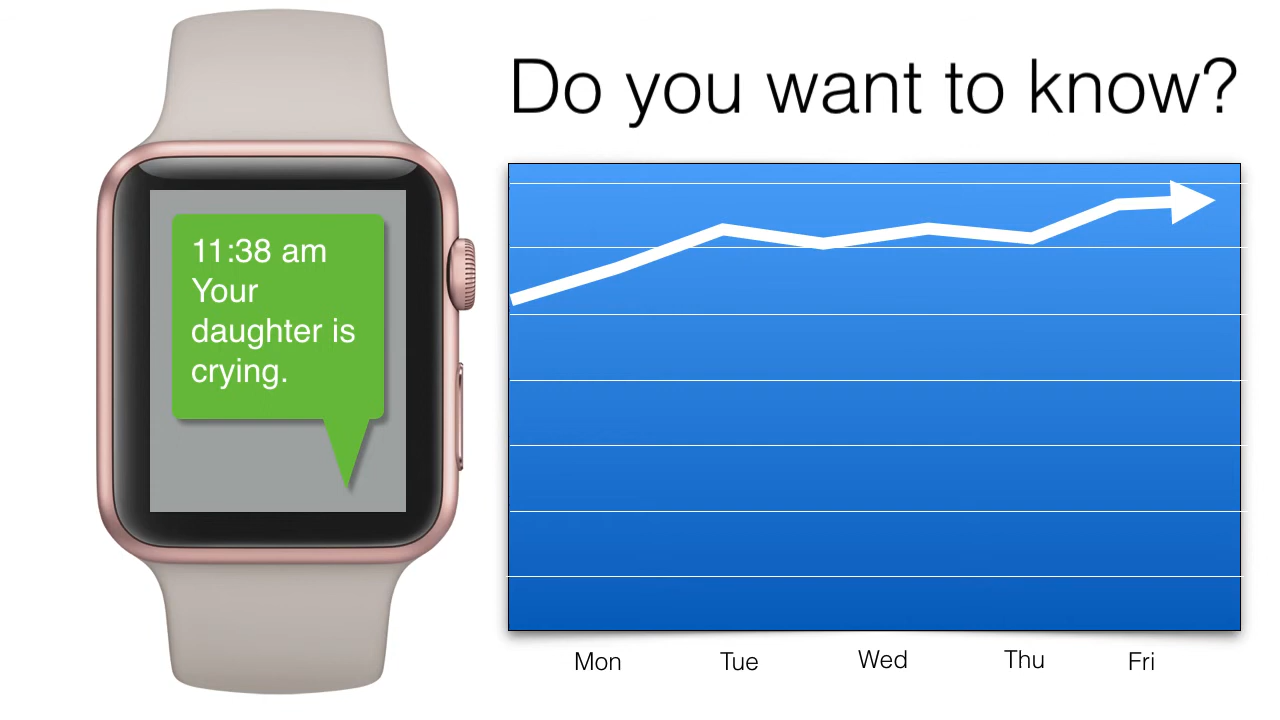 Do you want to know?
11:38 am
Your
daughter is
crying.
Mon Tue Wed Thu Fri